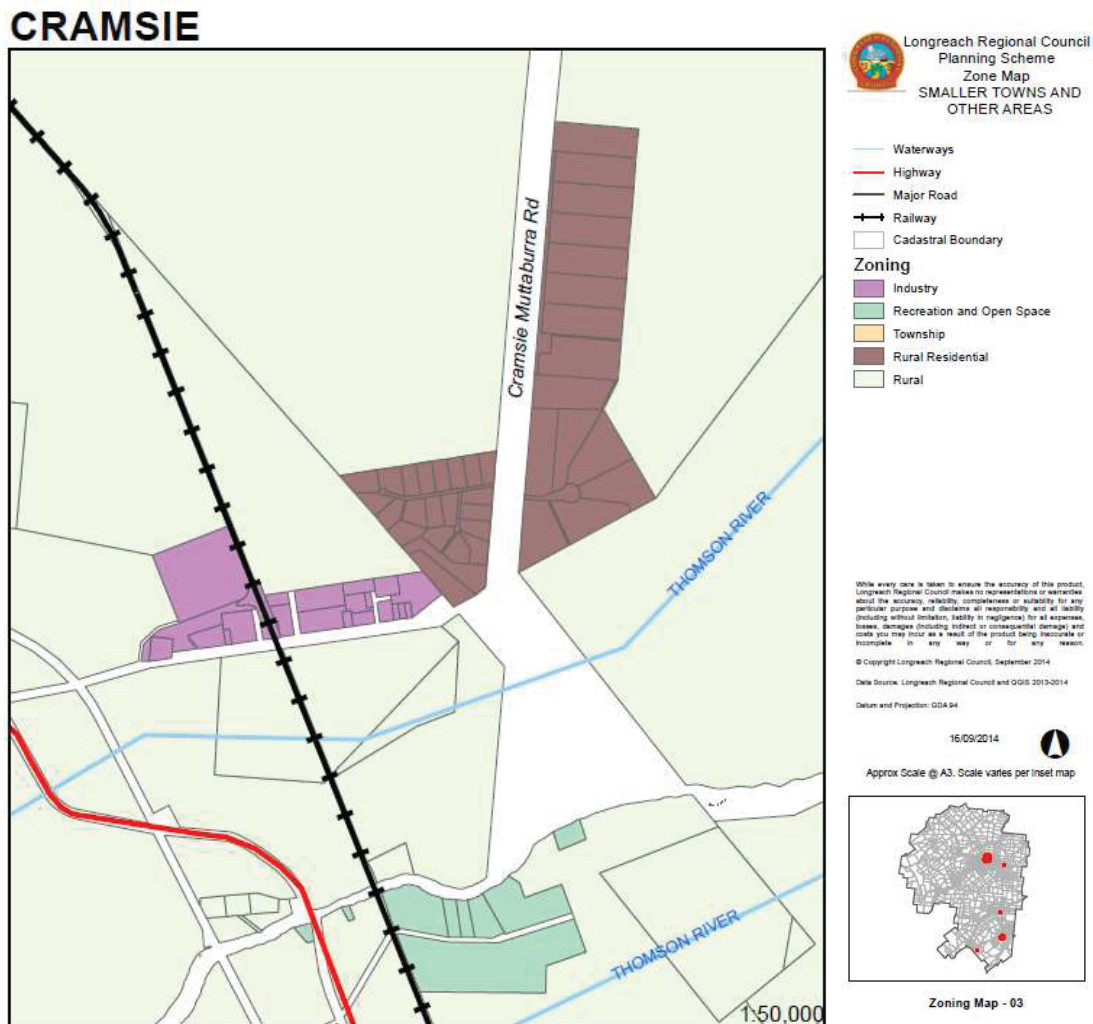 CRAMSIE
Longreach Regional Council
Planning Scheme
Zone Map
SMALLER TOWNS AND
OTHER AREAS
Waterways
Highway
Major Road
Railway
Cadastral Boundary
Zoning
Industry
Recreation and Open Space
Township
Rural Residential
Rural
Cramsie Muttaburra Rd
THOMSON RIVER
THOMSON RIVER
1:50,000
While every care is taken to ensure the accuracy of this product,
Longreach Regional Council makes no representations or warranties
about the accuracy, reliability, completeness or suitability for any
particular purpose and disclaims all responsibility and all liability
(including without limitation, liability in negligence) for all expenses,
losses, damages (including indirect or consequential damage) and
costs you may incur as a result of the product being inaccurate or
incomplete in any way or for any reason.
© Copyright Longreach Regional Council, September 2014
Data Source: Longreach Regional Council and QGIS 2013-2014
Datum and Projection: GDA 94
16/09/2014
Approx Scale @ A3. Scale varies per inset map
Zoning Map - 03